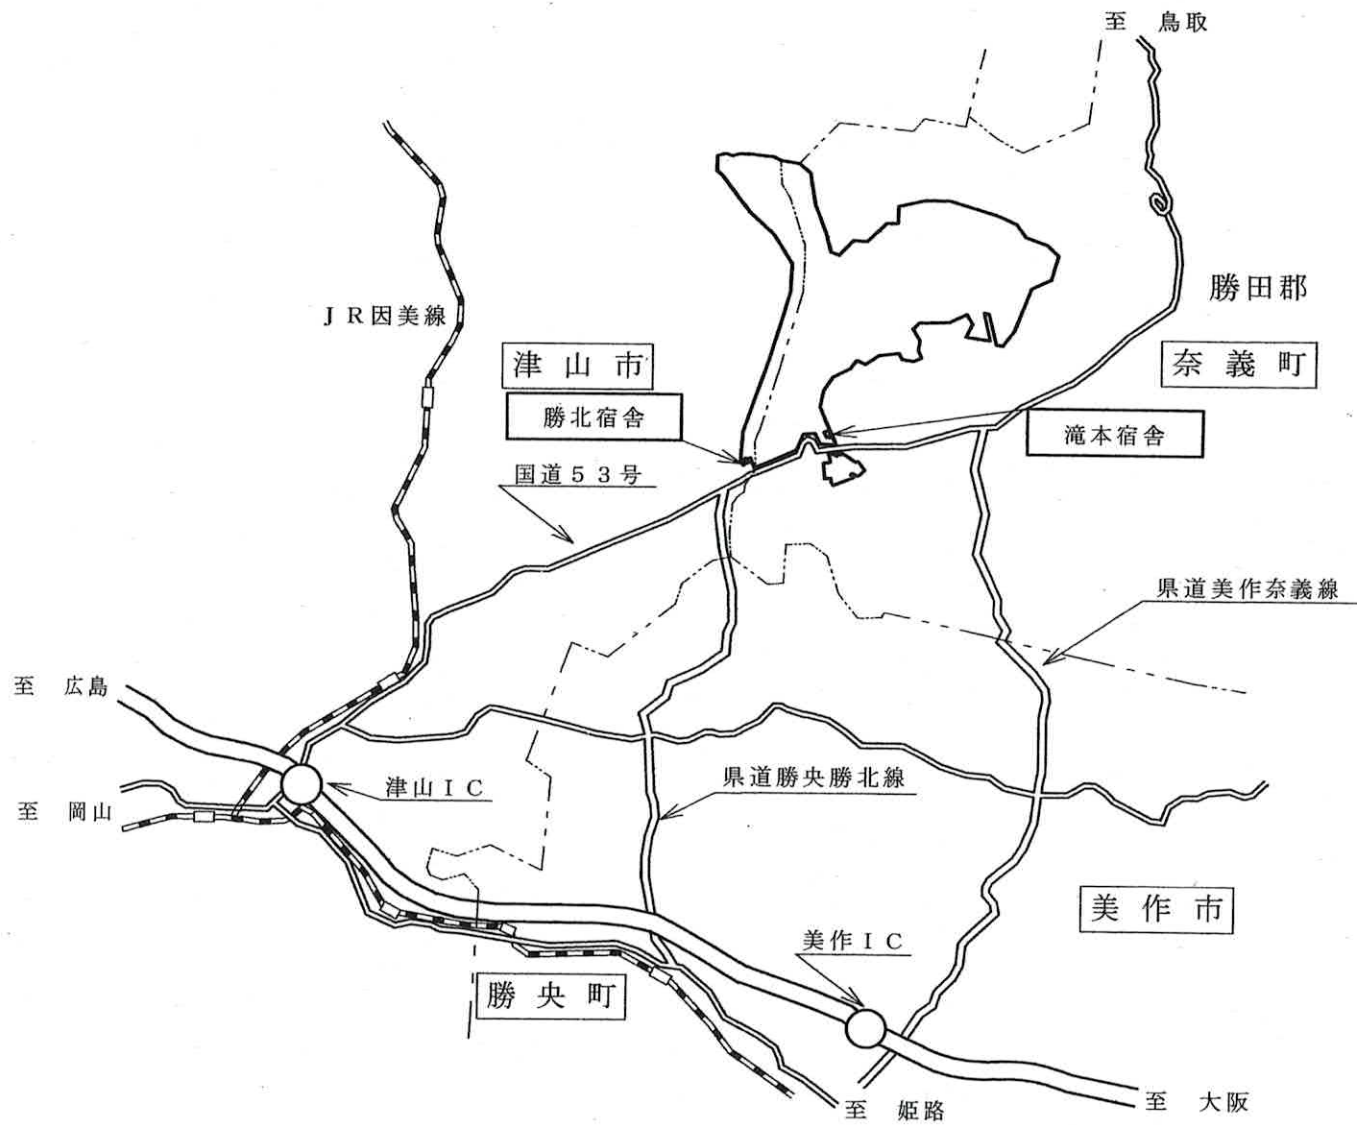 至　鳥取
ＪＲ因美線
勝田郡
津山市
奈義町
勝北宿舎
滝本宿舎
国道５３号
県道美作奈義線
至　広島
津山ＩＣ
県道勝央勝北線
至　岡山
美作市
美作ＩＣ
勝央町
至　姫路
至　大阪